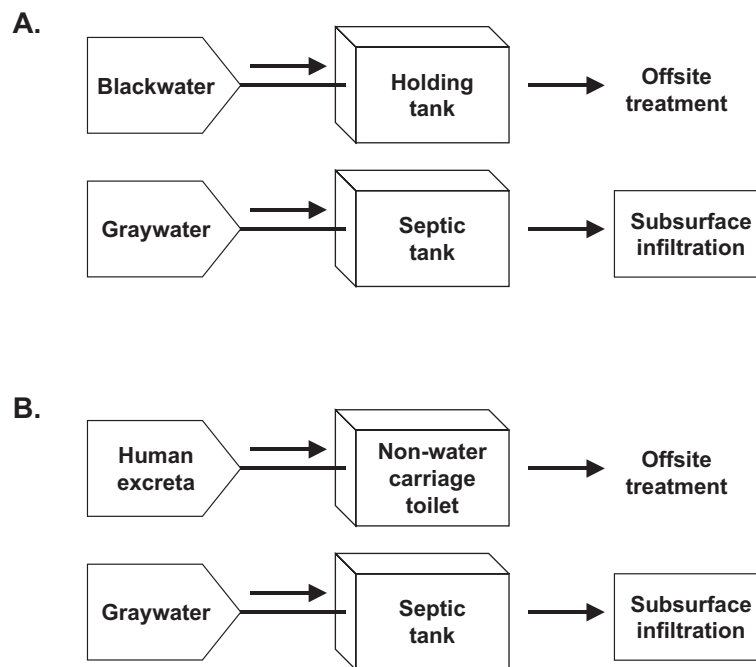 A.
Blackwater
Holding
tank
Offsite
treatment
Graywater
Septic
tank
Subsurface
infiltration
B.
Human
excreta
Non-water
carriage
toilet
Offsite
treatment
Graywater
Septic
tank
Subsurface
infiltration